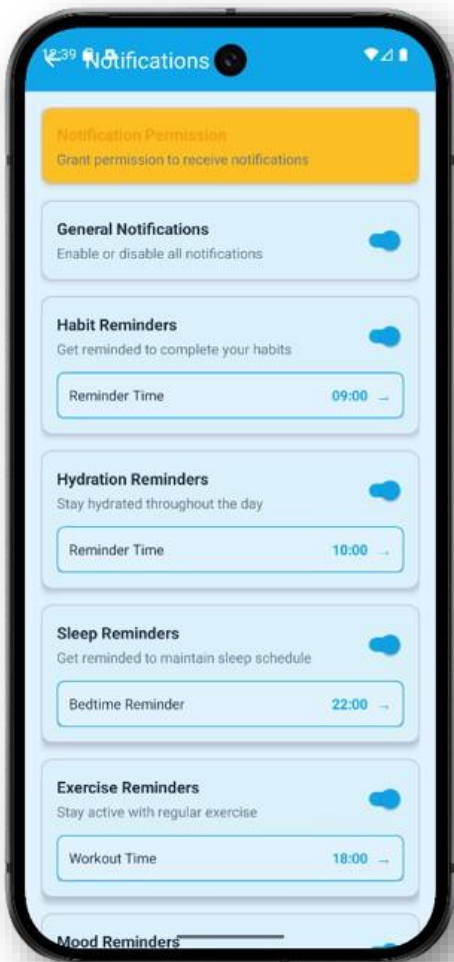 12:39
Notifications
Notification Permission
Grant permission to receive notifications
General Notifications
Enable or disable all notifications
Habit Reminders
Get reminded to complete your habits
Reminder Time 09:00 →
Hydration Reminders
Stay hydrated throughout the day
Reminder Time 10:00 →
Sleep Reminders
Get reminded to maintain sleep schedule
Bedtime Reminder 22:00 →
Exercise Reminders
Stay active with regular exercise
Workout Time 18:00 →
Mood Reminders